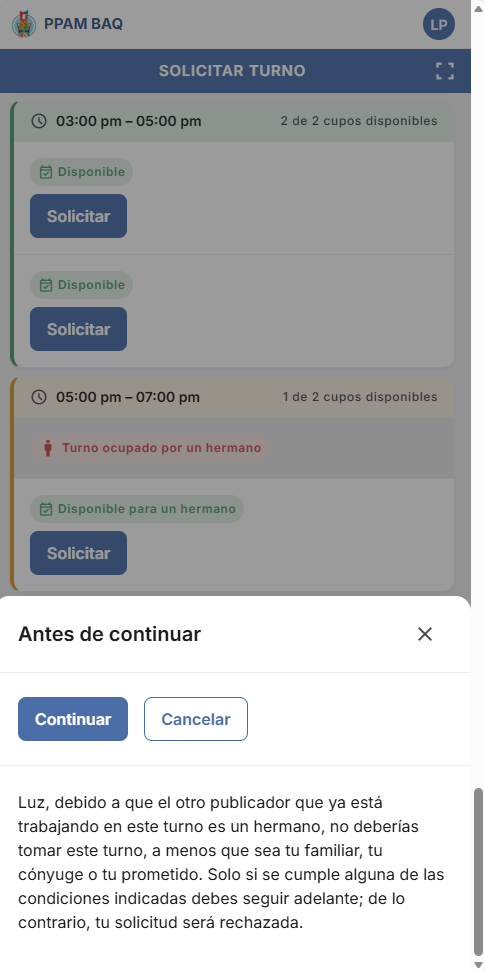 PPAM BAQ
LP
SOLICITAR TURNO
03:00 pm – 05:00 pm
2 de 2 cupos disponibles
Disponible
Solicitar
Disponible
Solicitar
05:00 pm – 07:00 pm
1 de 2 cupos disponibles
Turno ocupado por un hermano
Disponible para un hermano
Solicitar
Antes de continuar
Continuar
Cancelar
Luz, debido a que el otro publicador que ya está
trabajando en este turno es un hermano, no deberías
tomar este turno, a menos que sea tu familiar, tu
cónyuge o tu prometido. Solo si se cumple alguna de las
condiciones indicadas debes seguir adelante; de lo
contrario, tu solicitud será rechazada.